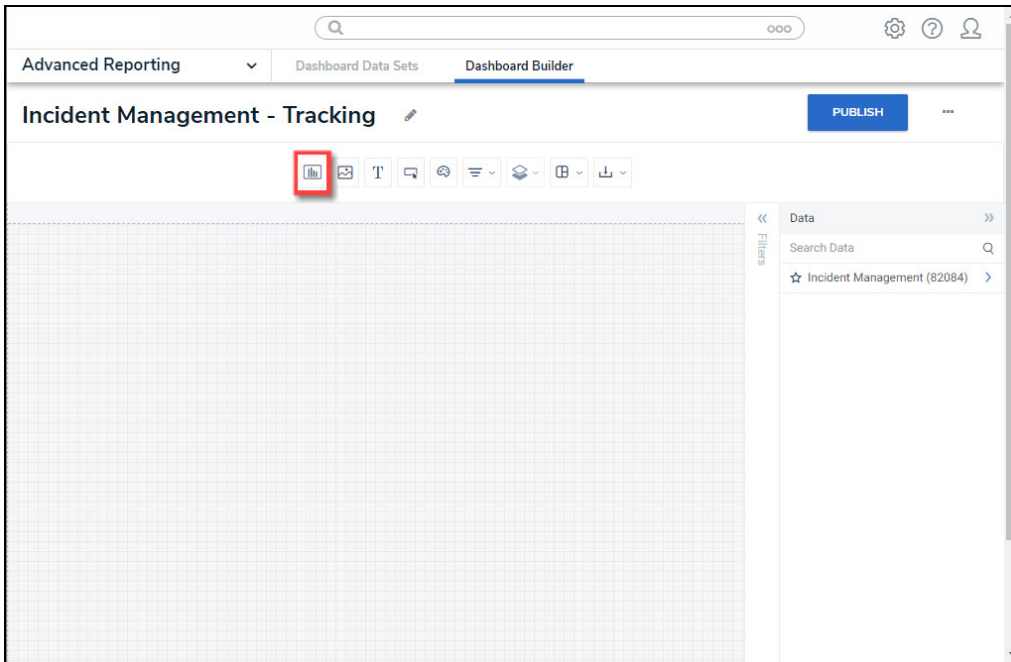 Advanced Reporting
Dashboard Data Sets
Dashboard Builder
Incident Management - Tracking
PUBLISH
T
Filters
Data
Search Data
Incident Management (82084)